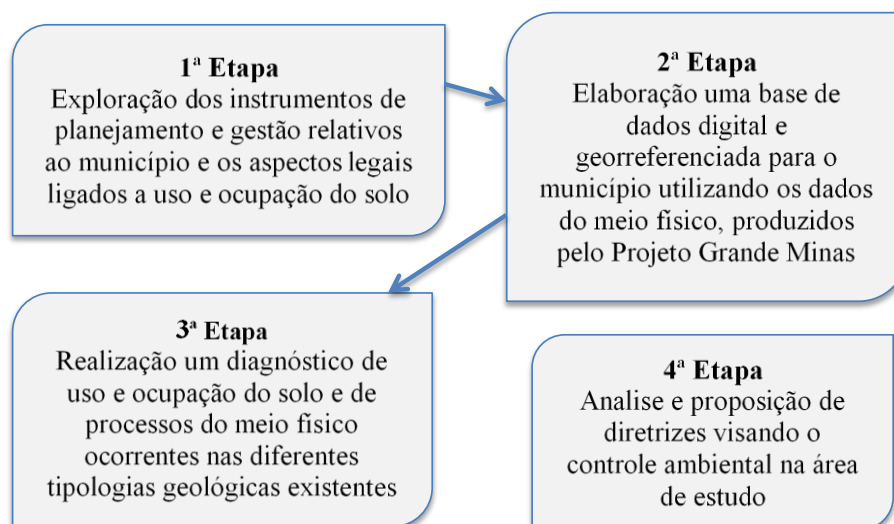 1ª Etapa
Exploração dos instrumentos de
planejamento e gestão relativos
ao município e os aspectos legais
ligados a uso e ocupação do solo
2ª Etapa
Elaboração uma base de
dados digital e
georreferenciada para o
município utilizando os dados
do meio físico, produzidos
pelo Projeto Grande Minas
3ª Etapa
Realização um diagnóstico de
uso e ocupação do solo e de
processos do meio físico
ocorrentes nas diferentes
tipologias geológicas existentes
4ª Etapa
Analise e proposição de
diretrizes visando o
controle ambiental na área
de estudo